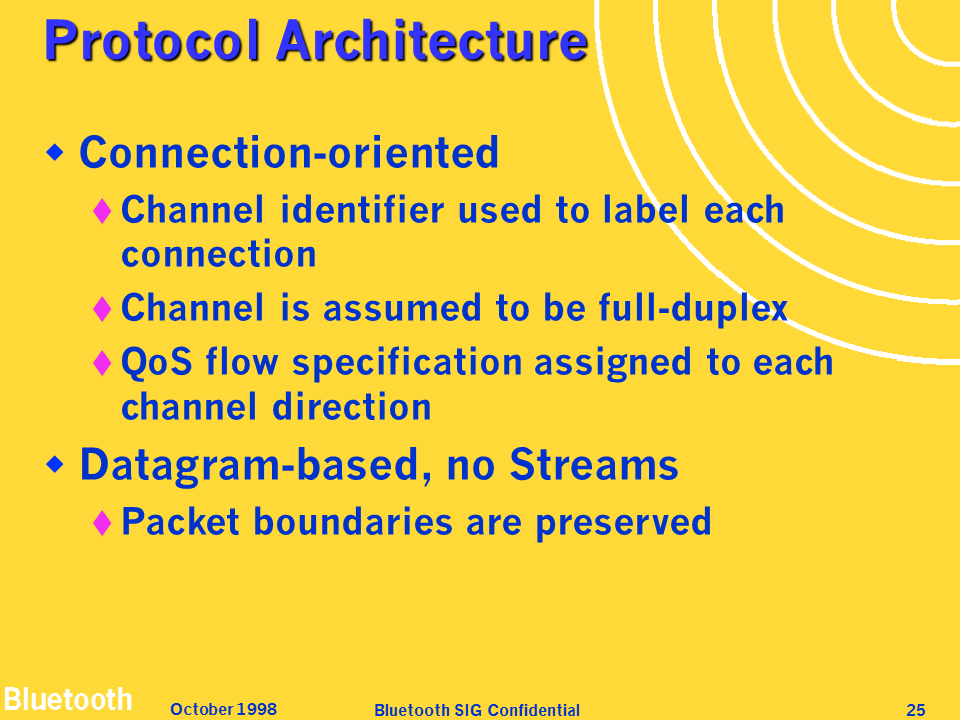 Protocol Architecture
Connection-oriented
Channel identifier used to label each
connection
Channel is assumed to be full-duplex
QoS flow specification assigned to each
channel direction
Datagram-based, no Streams
Packet boundaries are preserved
Bluetooth
October 1998
Bluetooth SIG Confidential
25